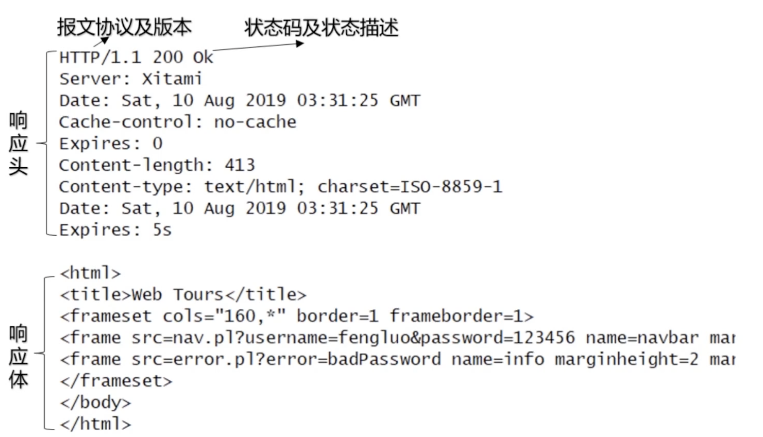 报文协议及版本 状态码及状态描述
HTTP/1.1 200 Ok
Server: Xitami
Date: Sat, 10 Aug 2019 03:31:25 GMT
Cache-control: no-cache
Expires: 0
Content-length: 413
Content-type: text/html; charset=ISO-8859-1
Date: Sat, 10 Aug 2019 03:31:25 GMT
Expires: 5s
响应头
<html>
<title>Web Tours</title>
<frameset cols="160,*" border=1 frameborder=1>
<frame src=nav.pl?username=fengluo&password=123456 name=navbar mar
<frame src=error.pl?error=badPassword name=info marginheight=2 mar
</frameset>
</body>
</html>
响应体